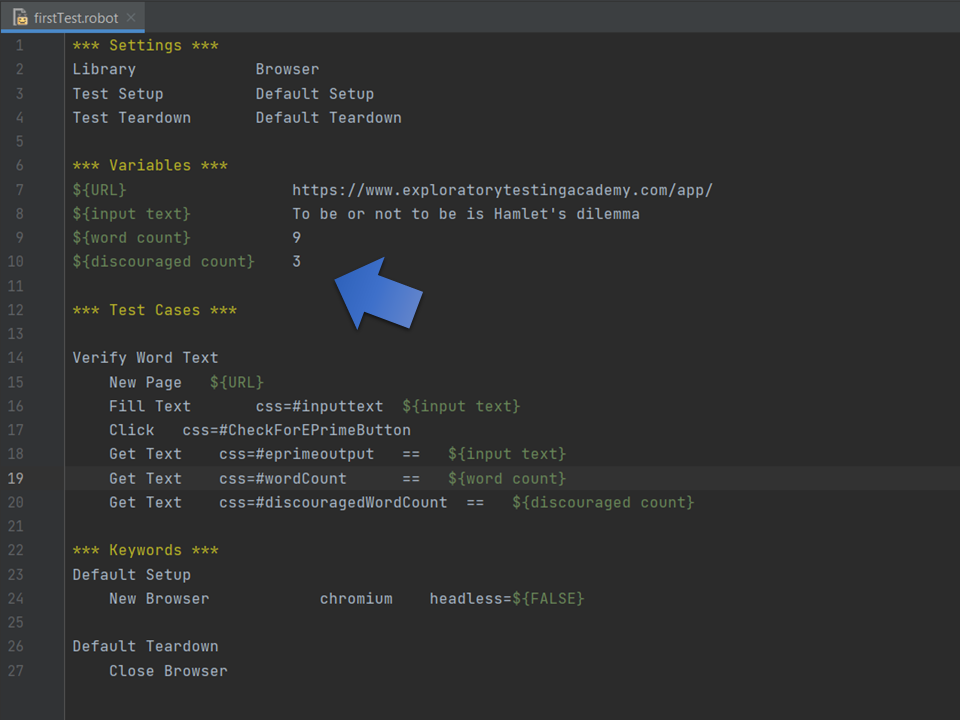 firstTest.robot
1 *** Settings ***
2 Library Browser
3 Test Setup Default Setup
4 Test Teardown Default Teardown
5
6 *** Variables ***
7 ${URL} https://www.exploratorytestingacademy.com/app/
8 ${input text} To be or not to be is Hamlet's dilemma
9 ${word count} 9
10 ${discouraged count} 3
11
12 *** Test Cases ***
13
14 Verify Word Text
15 New Page ${URL}
16 Fill Text css=#inputtext ${input text}
17 Click css=#CheckForEPrimeButton
18 Get Text css=#eprimeoutput == ${input text}
19 Get Text css=#wordCount == ${word count}
20 Get Text css=#discouragedWordCount == ${discouraged count}
21
22 *** Keywords ***
23 Default Setup
24 New Browser chromium headless=${FALSE}
25
26 Default Teardown
27 Close Browser